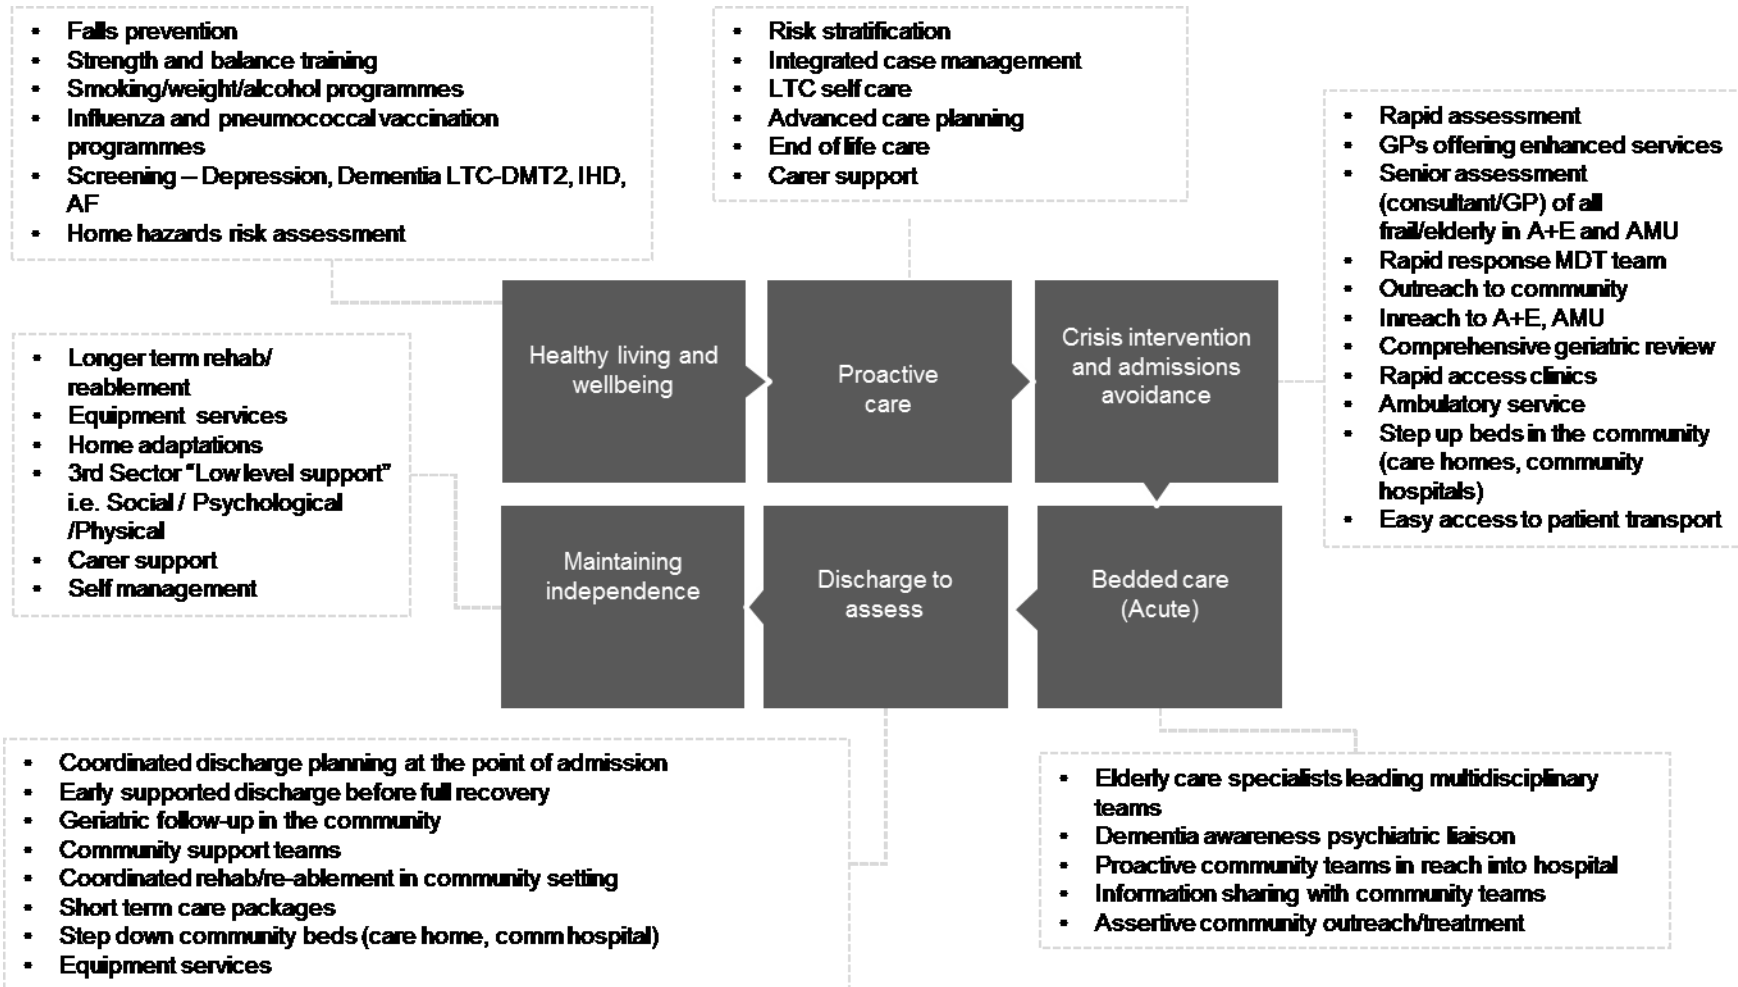 • Falls prevention
• Strength and balance training
• Smoking/weight/alcohol programmes
• Influenza and pneumococcal vaccination
programmes
• Screening – Depression, Dementia LTC-DMT2, IHD,
AF
• Home hazards risk assessment
• Risk stratification
• Integrated case management
• LTC self care
• Advanced care planning
• End of life care
• Carer support
• Rapid assessment
• GPs offering enhanced services
• Senior assessment
(consultant/GP) of all
frail/elderly in A+E and AMU
• Rapid response MDT team
• Outreach to community
• Inreach to A+E, AMU
• Comprehensive geriatric review
• Rapid access clinics
• Ambulatory service
• Step up beds in the community
(care homes, community
hospitals)
• Easy access to patient transport
Healthy living and
wellbeing
Proactive
care
Crisis intervention
and admissions
avoidance
• Longer term rehab/
reablement
• Equipment services
• Home adaptations
• 3rd Sector “Low level support”
i.e. Social / Psychological
/Physical
• Carer support
• Self management
Maintaining
independence
Discharge to
assess
Bedded care
(Acute)
• Coordinated discharge planning at the point of admission
• Early supported discharge before full recovery
• Geriatric follow-up in the community
• Community support teams
• Coordinated rehab/re-ablement in community setting
• Short term care packages
• Step down community beds (care home, comm hospital)
• Equipment services
• Elderly care specialists leading multidisciplinary
teams
• Dementia awareness psychiatric liaison
• Proactive community teams in reach into hospital
• Information sharing with community teams
• Assertive community outreach/treatment